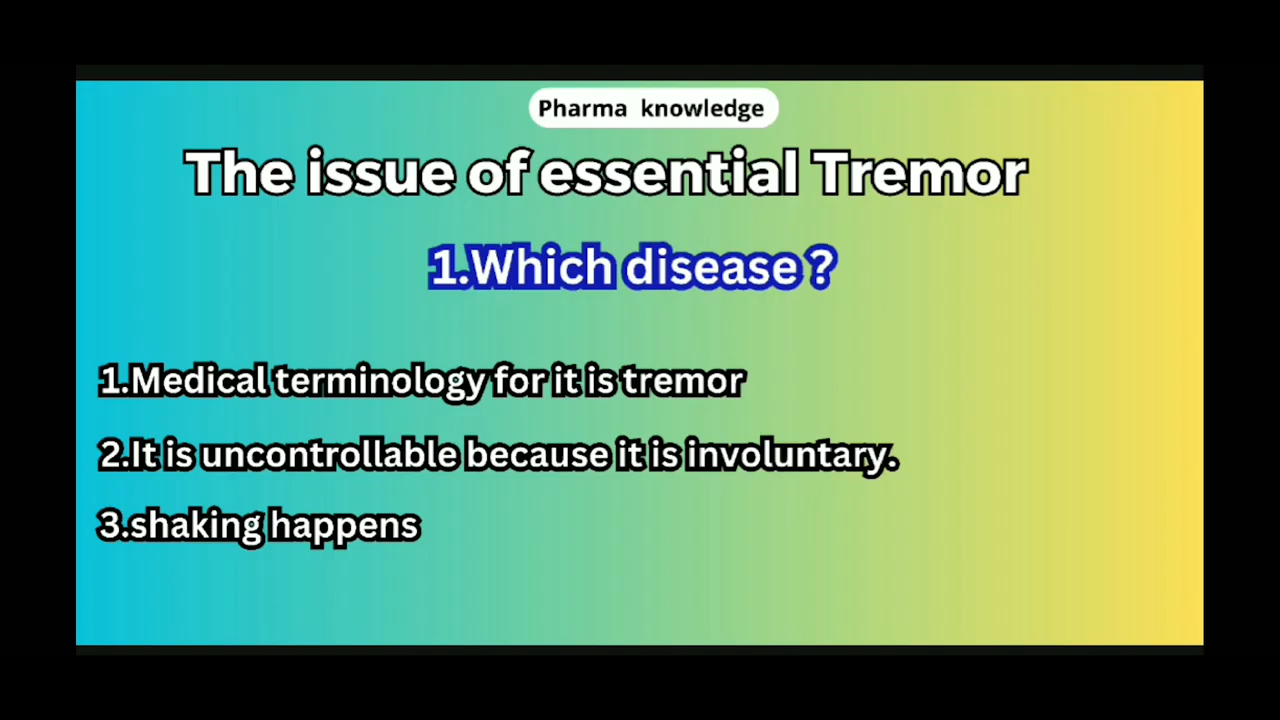 Pharma knowledge
The issue of essential Tremor
1.Which disease ?
1.Medical terminology for it is tremor
2.It is uncontrollable because it is involuntary.
3.shaking happens